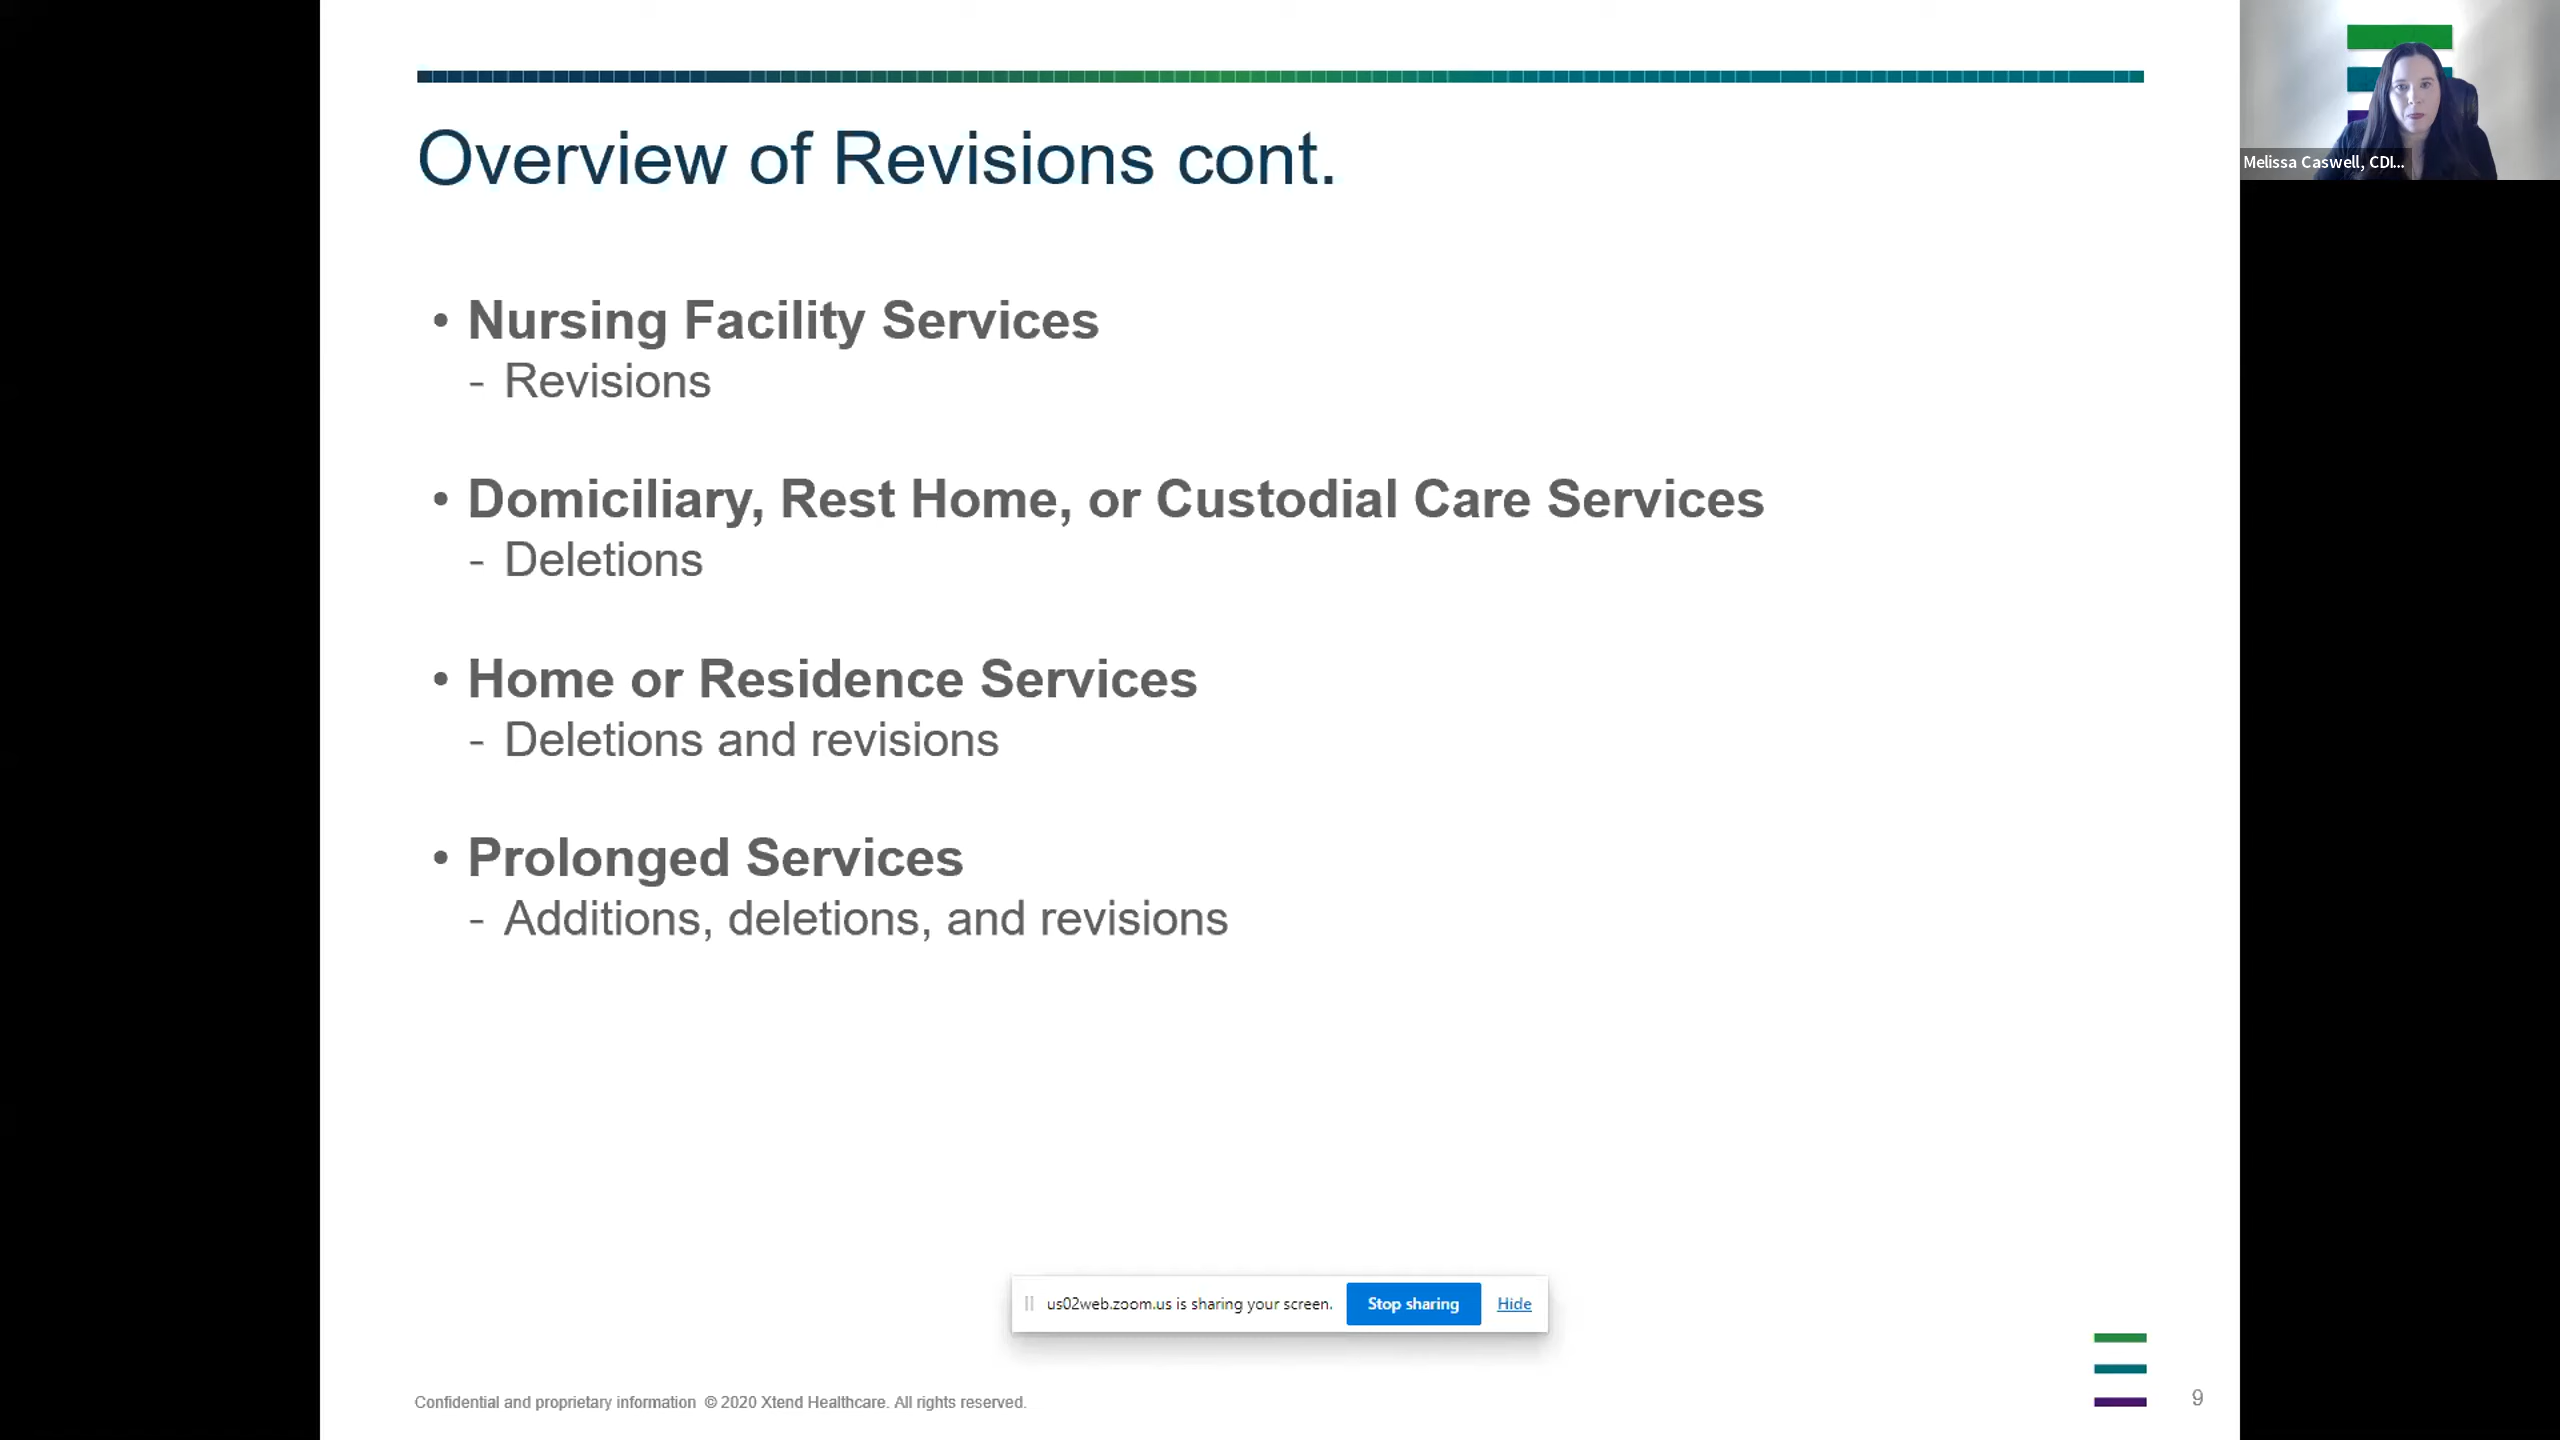 Overview of Revisions cont.
Melissa Caswell, CDI...
• Nursing Facility Services
- Revisions
• Domiciliary, Rest Home, or Custodial Care Services
- Deletions
• Home or Residence Services
- Deletions and revisions
• Prolonged Services
- Additions, deletions, and revisions
us02web.zoom.us is sharing your screen. Stop sharing Hide
Confidential and proprietary information © 2020 Xtend Healthcare. All rights reserved.
9